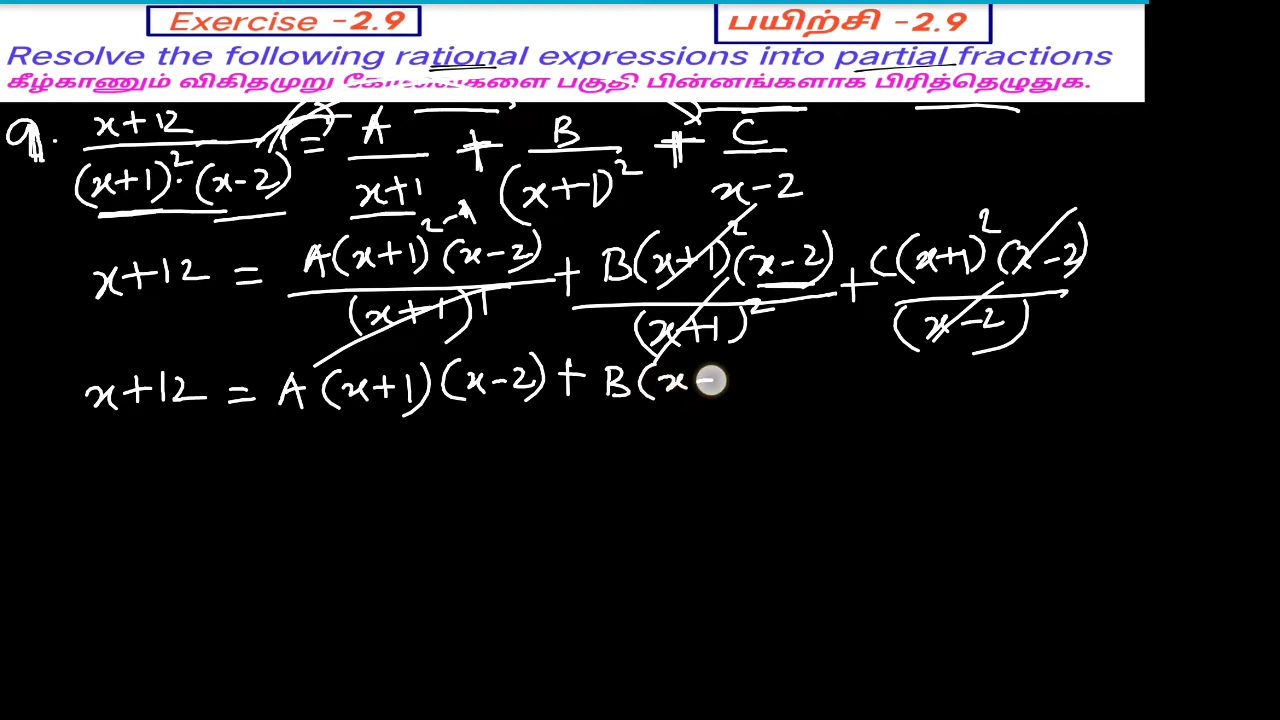 Exercise -2.9
பயிற்சி -2.9
Resolve the following rational expressions into partial fractions
கீழ்காணும் விகிதமுறு பகுதி பின்னங்களாக பிரித்தெழுதுக.
9. x+12 / (x+1)²·(x-2) = A / x+1 + B / (x+1)² + C / x-2
x+12 = A(x+1)²⁻¹(x-2) / (x+1)¹ + B(x+1)²(x-2) / (x+1)² + C(x+1)²(x-2) / (x-2)
x+12 = A(x+1)(x-2) + B(x-